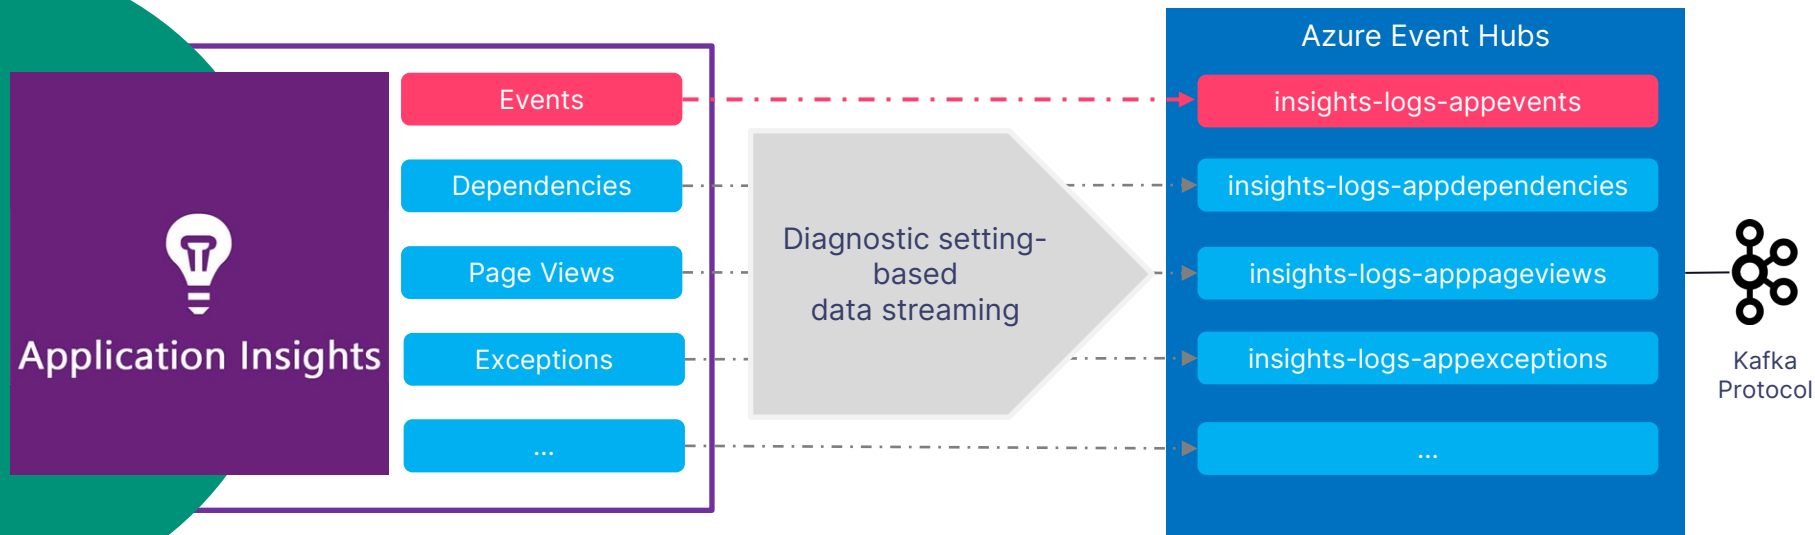 Azure Event Hubs
Events
insights-logs-appevents
Dependencies
insights-logs-appdependencies
Diagnostic setting-
based
data streaming
Page Views
insights-logs-apppageviews
Application Insights
Exceptions
insights-logs-appexceptions
Kafka
Protocol
...
...